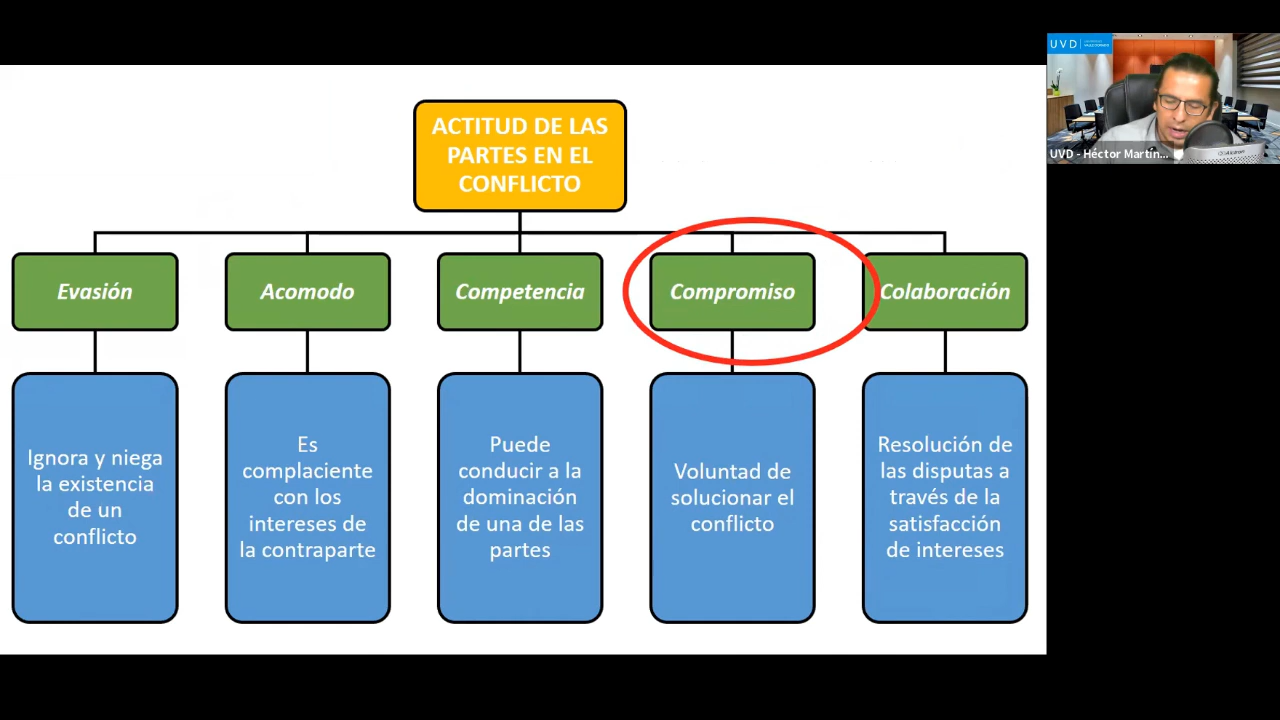 ACTITUD DE LAS
PARTES EN EL
CONFLICTO
Evasión
Acomodo
Competencia
Compromiso
Colaboración
Ignora y niega
la existencia
de un
conflicto
Es
complaciente
con los
intereses de
la contraparte
Puede
conducir a la
dominación
de una de las
partes
Voluntad de
solucionar el
conflicto
Resolución de
las disputas a
través de la
satisfacción
de intereses
UVD
UVD - Héctor Martín...